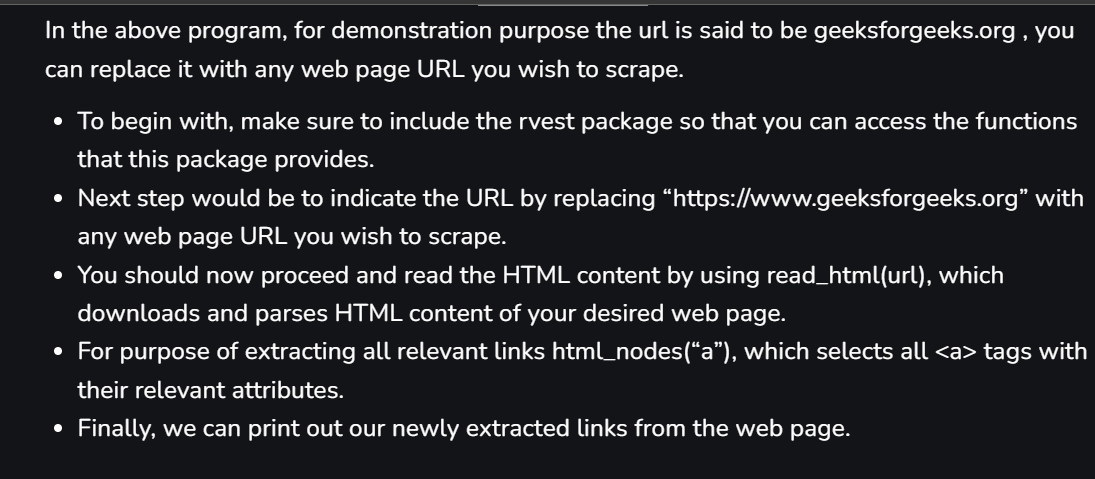 In the above program, for demonstration purpose the url is said to be geeksforgeeks.org , you
can replace it with any web page URL you wish to scrape.
• To begin with, make sure to include the rvest package so that you can access the functions
that this package provides.
• Next step would be to indicate the URL by replacing “https://www.geeksforgeeks.org” with
any web page URL you wish to scrape.
• You should now proceed and read the HTML content by using read_html(url), which
downloads and parses HTML content of your desired web page.
• For purpose of extracting all relevant links html_nodes(“a”), which selects all <a> tags with
their relevant attributes.
• Finally, we can print out our newly extracted links from the web page.